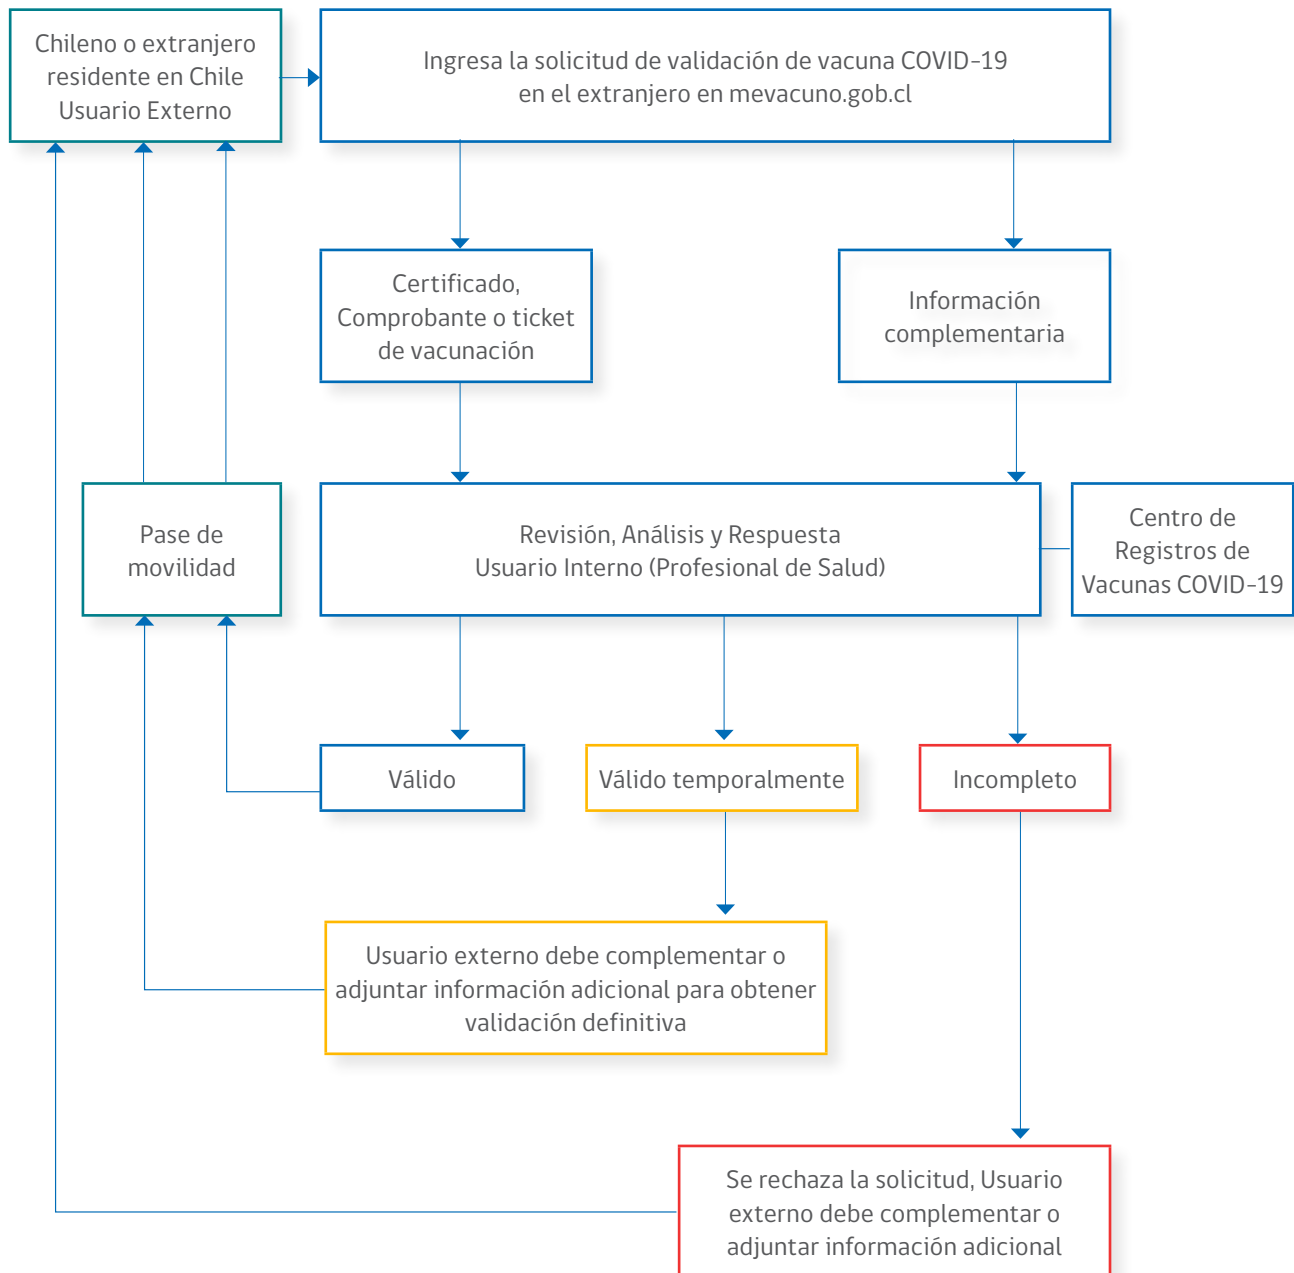 Chileno o extranjero
residente en Chile
Usuario Externo
Ingresa la solicitud de validación de vacuna COVID-19
en el extranjero en mevacuno.gob.cl
Certificado,
Comprobante o ticket
de vacunación
Información
complementaria
Pase de
movilidad
Revisión, Análisis y Respuesta
Usuario Interno (Profesional de Salud)
Centro de
Registros de
Vacunas COVID-19
Válido
Válido temporalmente
Incompleto
Usuario externo debe complementar o
adjuntar información adicional para obtener
validación definitiva
Se rechaza la solicitud, Usuario
externo debe complementar o
adjuntar información adicional